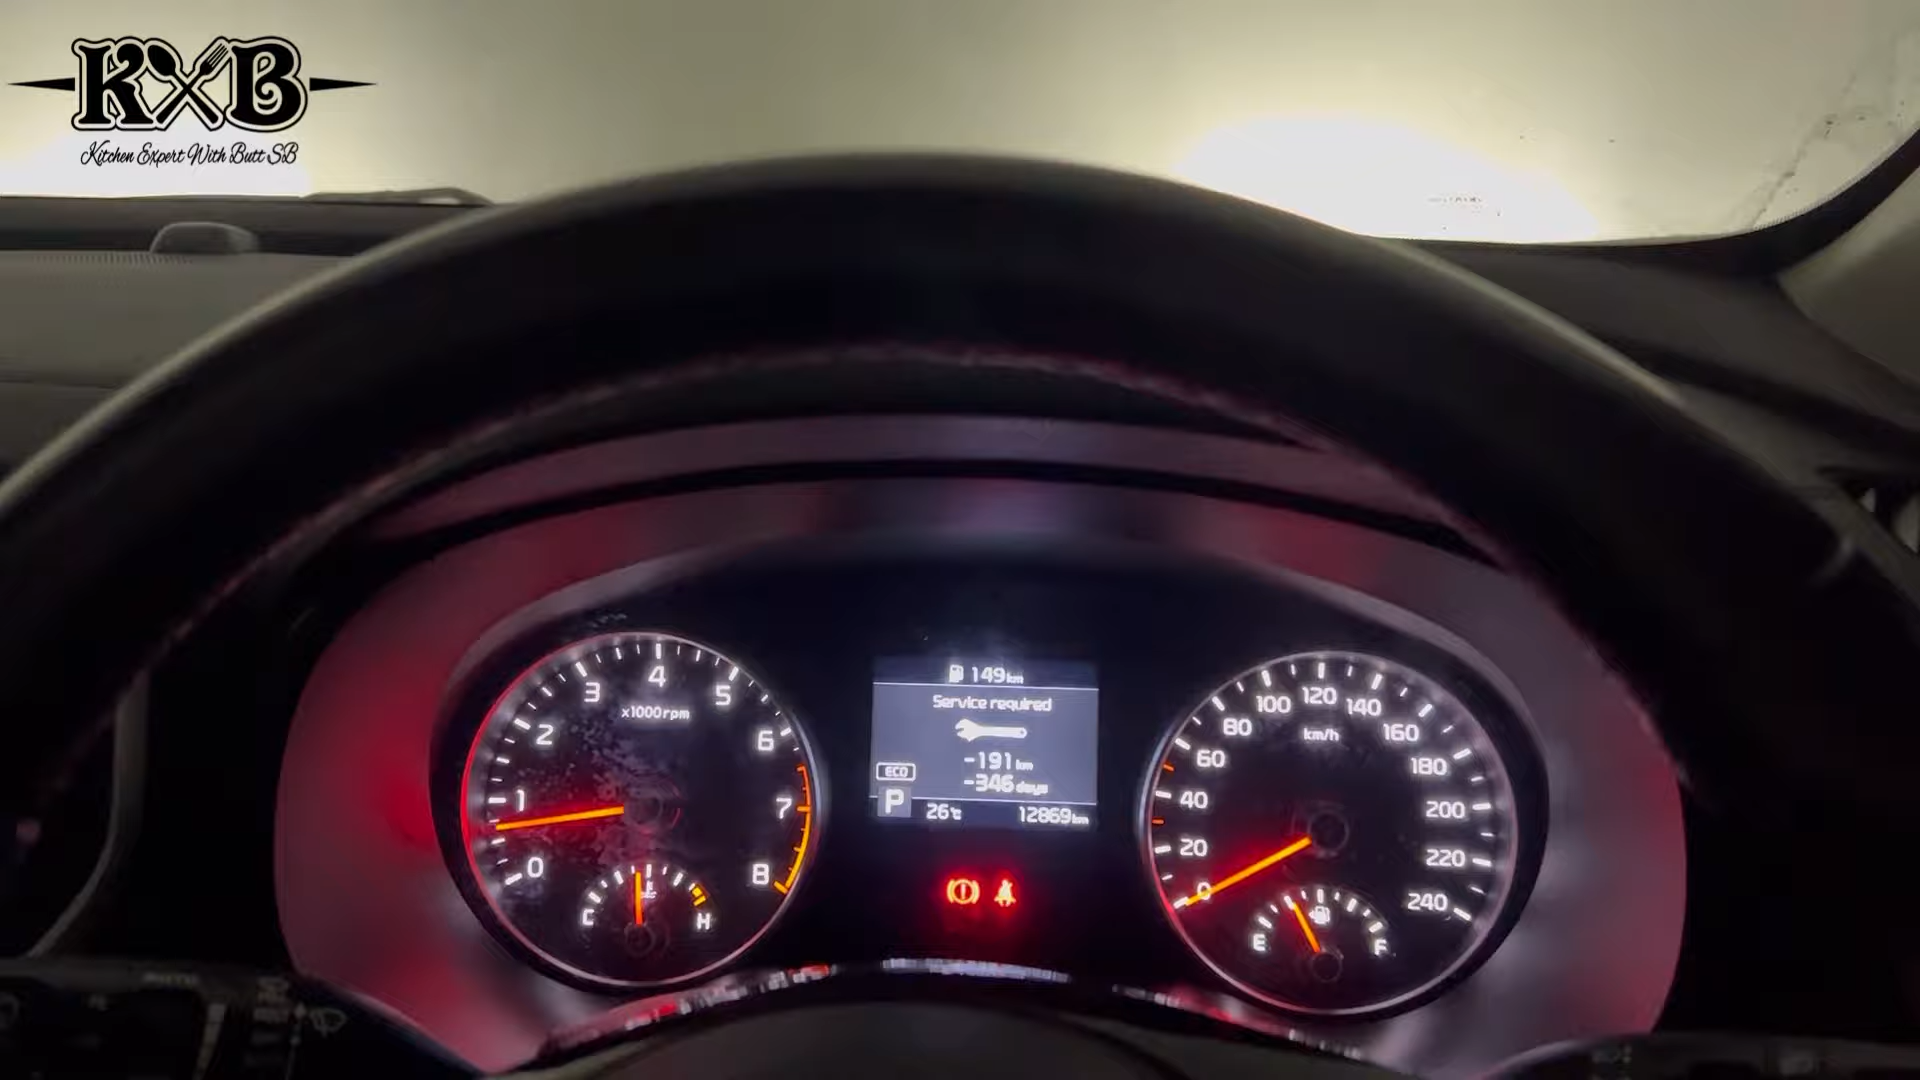 KXB
Kitchen Expert With Butt SB
149km
Service required
-191km
-346days
ECO
P
26°C
12869km
x1000rpm
0
1
2
3
4
5
6
7
8
C
H
km/h
0
20
40
60
80
100
120
140
160
180
200
220
240
E
F